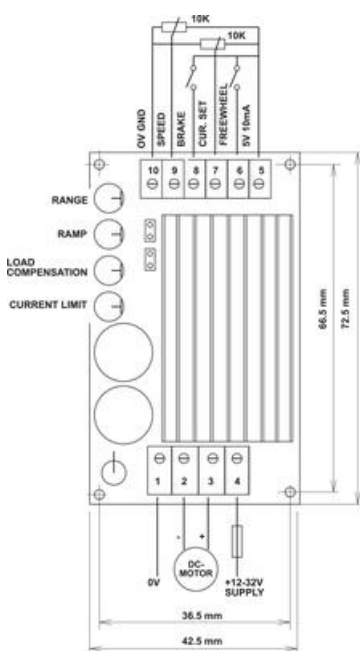 10K
10K
OV GND
SPEED
BRAKE
CUR. SET
FREEWHEEL
5V 10mA
10 9 8 7 6 5
RANGE
RAMP
LOAD
COMPENSATION
CURRENT LIMIT
66.5 mm
72.5 mm
1 2 3 4
- +
DC-
MOTOR
0V
+12-32V
SUPPLY
36.5 mm
42.5 mm